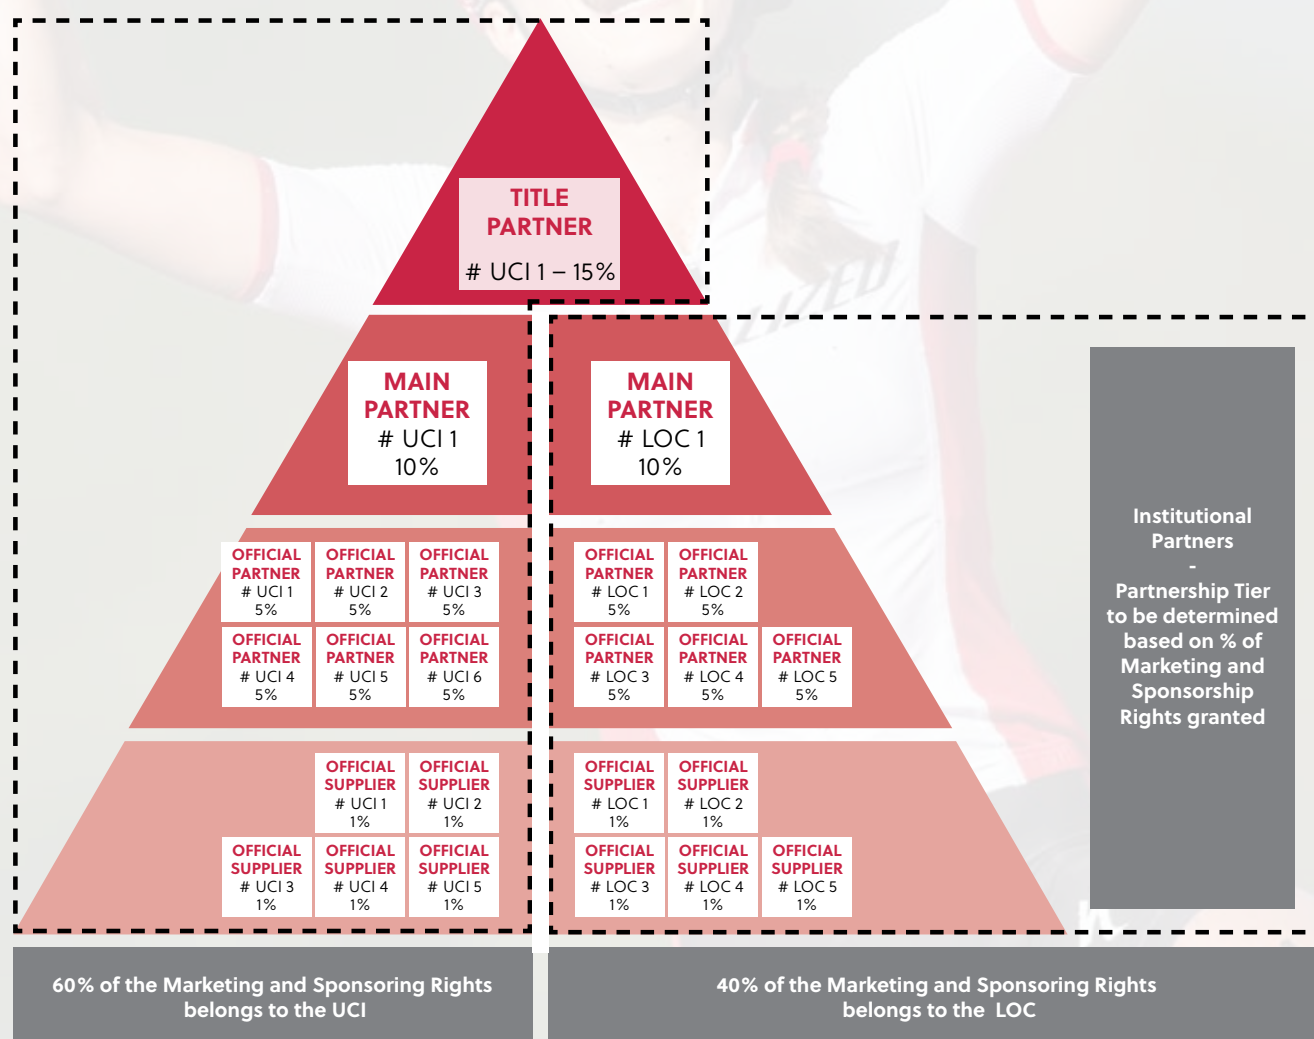 TITLE
PARTNER
# UCI 1 – 15%
MAIN
PARTNER
# UCI 1
10%
MAIN
PARTNER
# LOC 1
10%
OFFICIAL
PARTNER
# UCI 1
5%
OFFICIAL
PARTNER
# UCI 2
5%
OFFICIAL
PARTNER
# UCI 3
5%
OFFICIAL
PARTNER
# UCI 4
5%
OFFICIAL
PARTNER
# UCI 5
5%
OFFICIAL
PARTNER
# UCI 6
5%
OFFICIAL
PARTNER
# LOC 1
5%
OFFICIAL
PARTNER
# LOC 2
5%
OFFICIAL
PARTNER
# LOC 3
5%
OFFICIAL
PARTNER
# LOC 4
5%
OFFICIAL
PARTNER
# LOC 5
5%
OFFICIAL
SUPPLIER
# UCI 1
1%
OFFICIAL
SUPPLIER
# UCI 2
1%
OFFICIAL
SUPPLIER
# UCI 3
1%
OFFICIAL
SUPPLIER
# UCI 4
1%
OFFICIAL
SUPPLIER
# UCI 5
1%
OFFICIAL
SUPPLIER
# LOC 1
1%
OFFICIAL
SUPPLIER
# LOC 2
1%
OFFICIAL
SUPPLIER
# LOC 3
1%
OFFICIAL
SUPPLIER
# LOC 4
1%
OFFICIAL
SUPPLIER
# LOC 5
1%
Institutional
Partners
-
Partnership Tier
to be determined
based on % of
Marketing and
Sponsorship
Rights granted
60% of the Marketing and Sponsoring Rights
belongs to the UCI
40% of the Marketing and Sponsoring Rights
belongs to the LOC